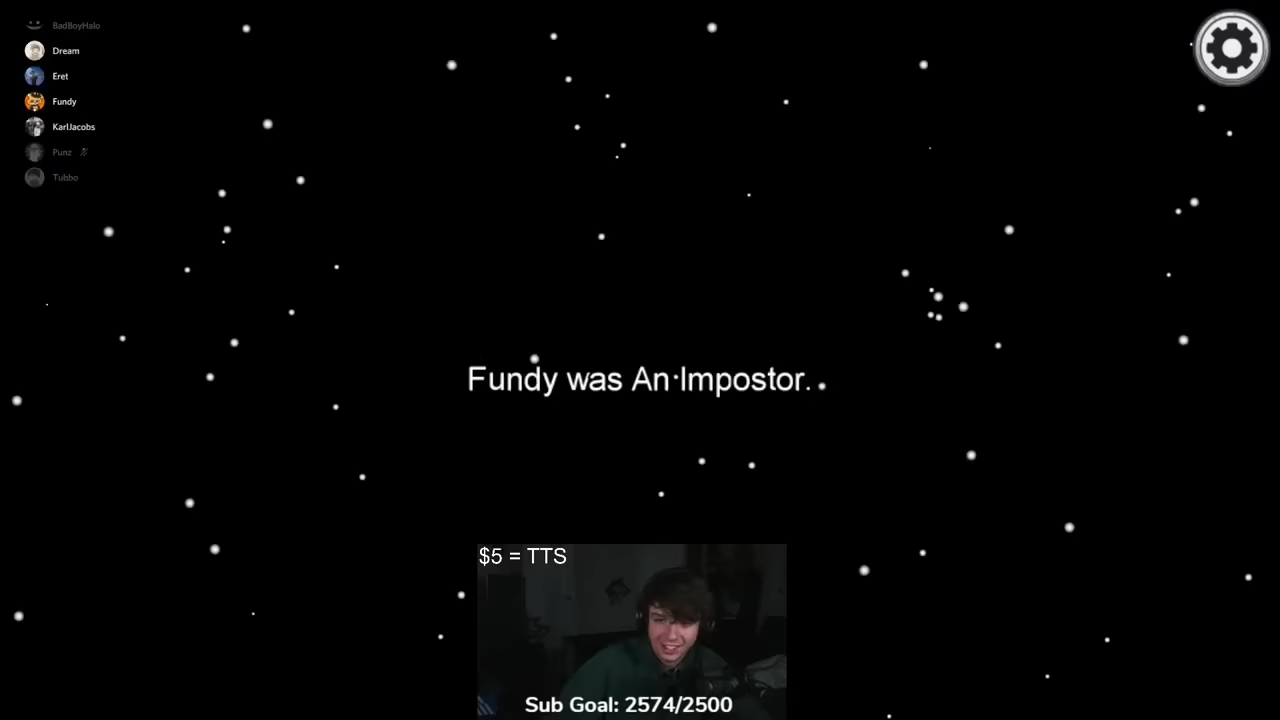 BadBoyHalo
Dream
Eret
Fundy
KarlJacobs
Punz
Tubbo
Fundy was An Impostor.
$5 = TTS
Sub Goal: 2574/2500